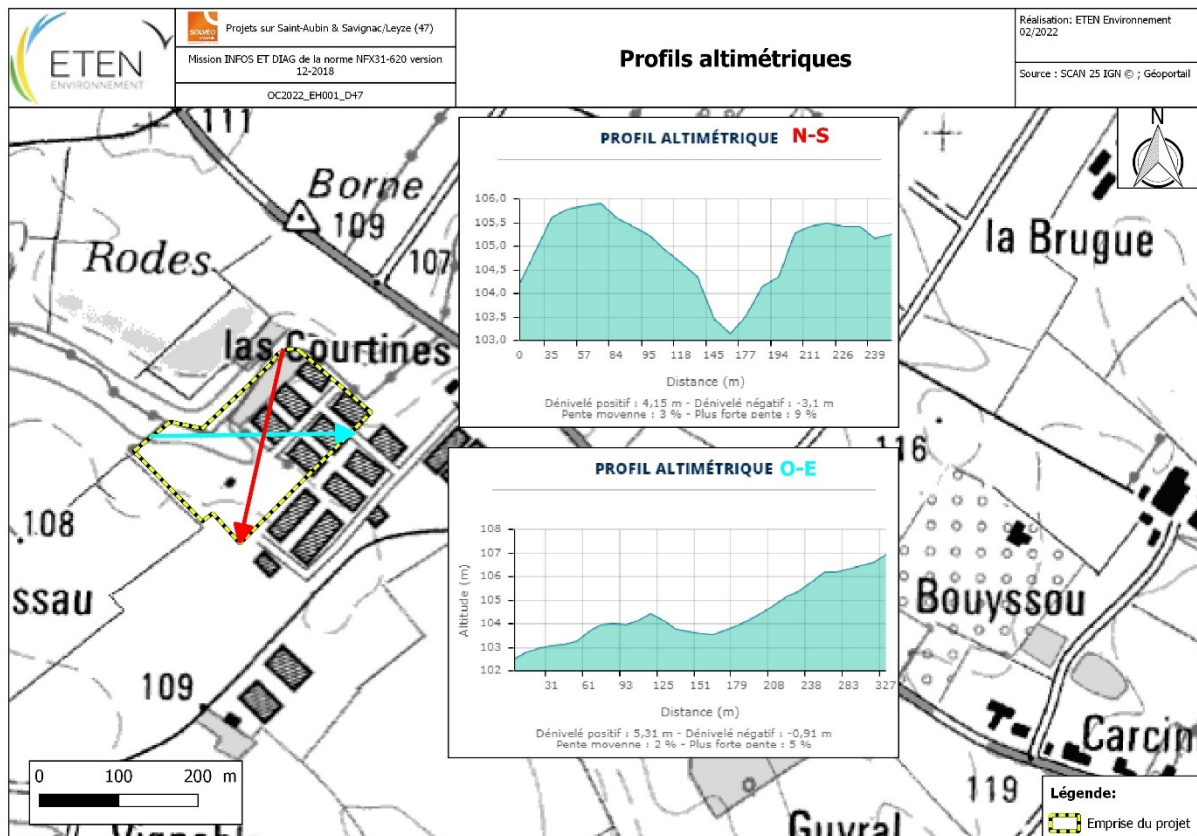 ETEN
ENVIRONNEMENT
SOLVÉO
Projets sur Saint-Aubin & Savignac/Leyze (47)
Mission INFOS ET DIAG de la norme NFX31-620 version
12-2018
OC2022_EH001_D47
Profils altimétriques
Réalisation: ETEN Environnement
02/2022
Source : SCAN 25 IGN © ; Géoportail
N
111
Borne
109
107
Rodes
las Courtines
108
ssau
109
la Brugue
116
Bouyssou
Carcin
119
Guyral
PROFIL ALTIMÉTRIQUE N-S
106,0
105,5
105,0
104,5
104,0
103,5
103,0
0 35 57 84 95 118 145 177 194 211 226 239
Distance (m)
Dénivelé positif : 4,15 m - Dénivelé négatif : -3,1 m
Pente moyenne : 3 % - Plus forte pente : 9 %
PROFIL ALTIMÉTRIQUE O-E
Altitude (m)
108
107
106
105
104
103
102
31 61 93 125 151 179 208 238 283 327
Distance (m)
Dénivelé positif : 5,31 m - Dénivelé négatif : -0,91 m
Pente moyenne : 2 % - Plus forte pente : 5 %
0 100 200 m
Légende:
Emprise du projet